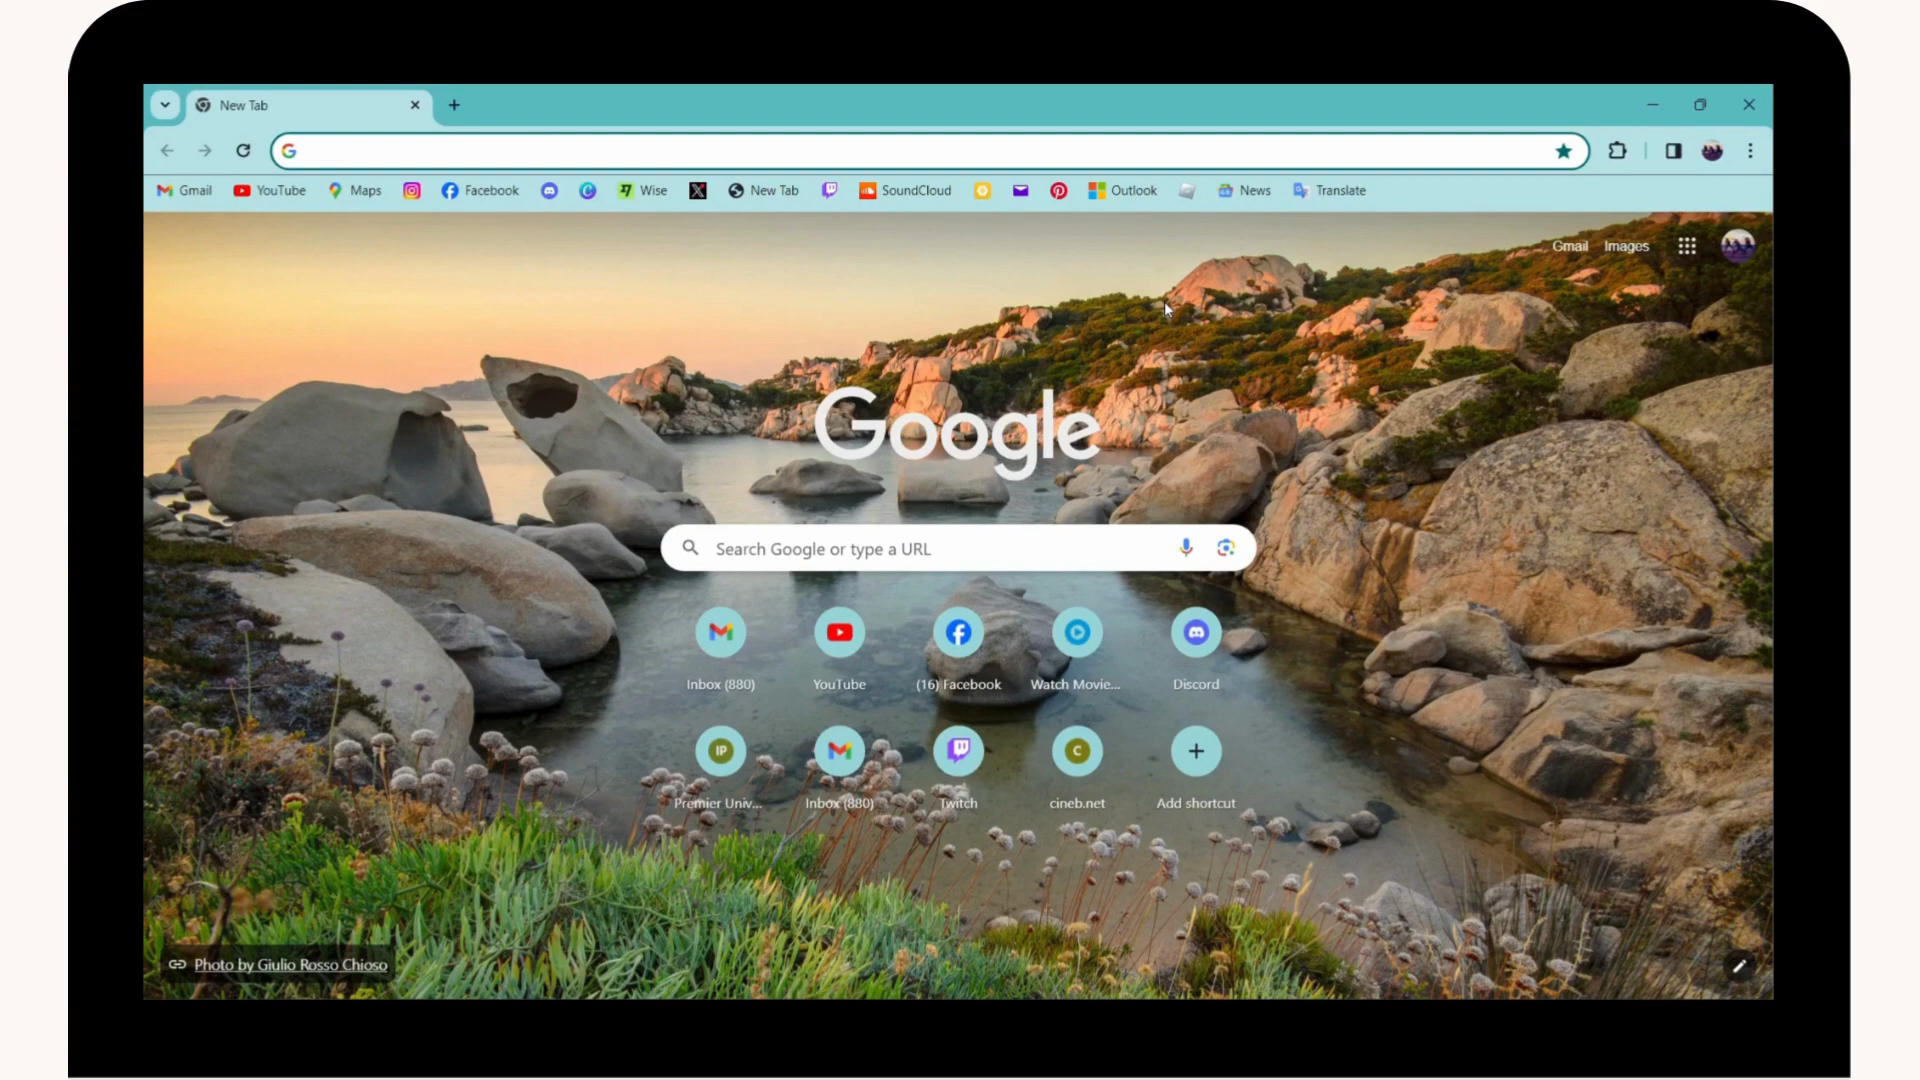 New Tab
Gmail YouTube Maps Facebook Wise New Tab SoundCloud Outlook News Translate
Gmail Images
Google
Search Google or type a URL
Inbox (880) YouTube (16) Facebook Watch Movie... Discord
IP C
Premier Univ... Inbox (880) Twitch cineb.net Add shortcut
Photo by Giulio Rosso Chioso